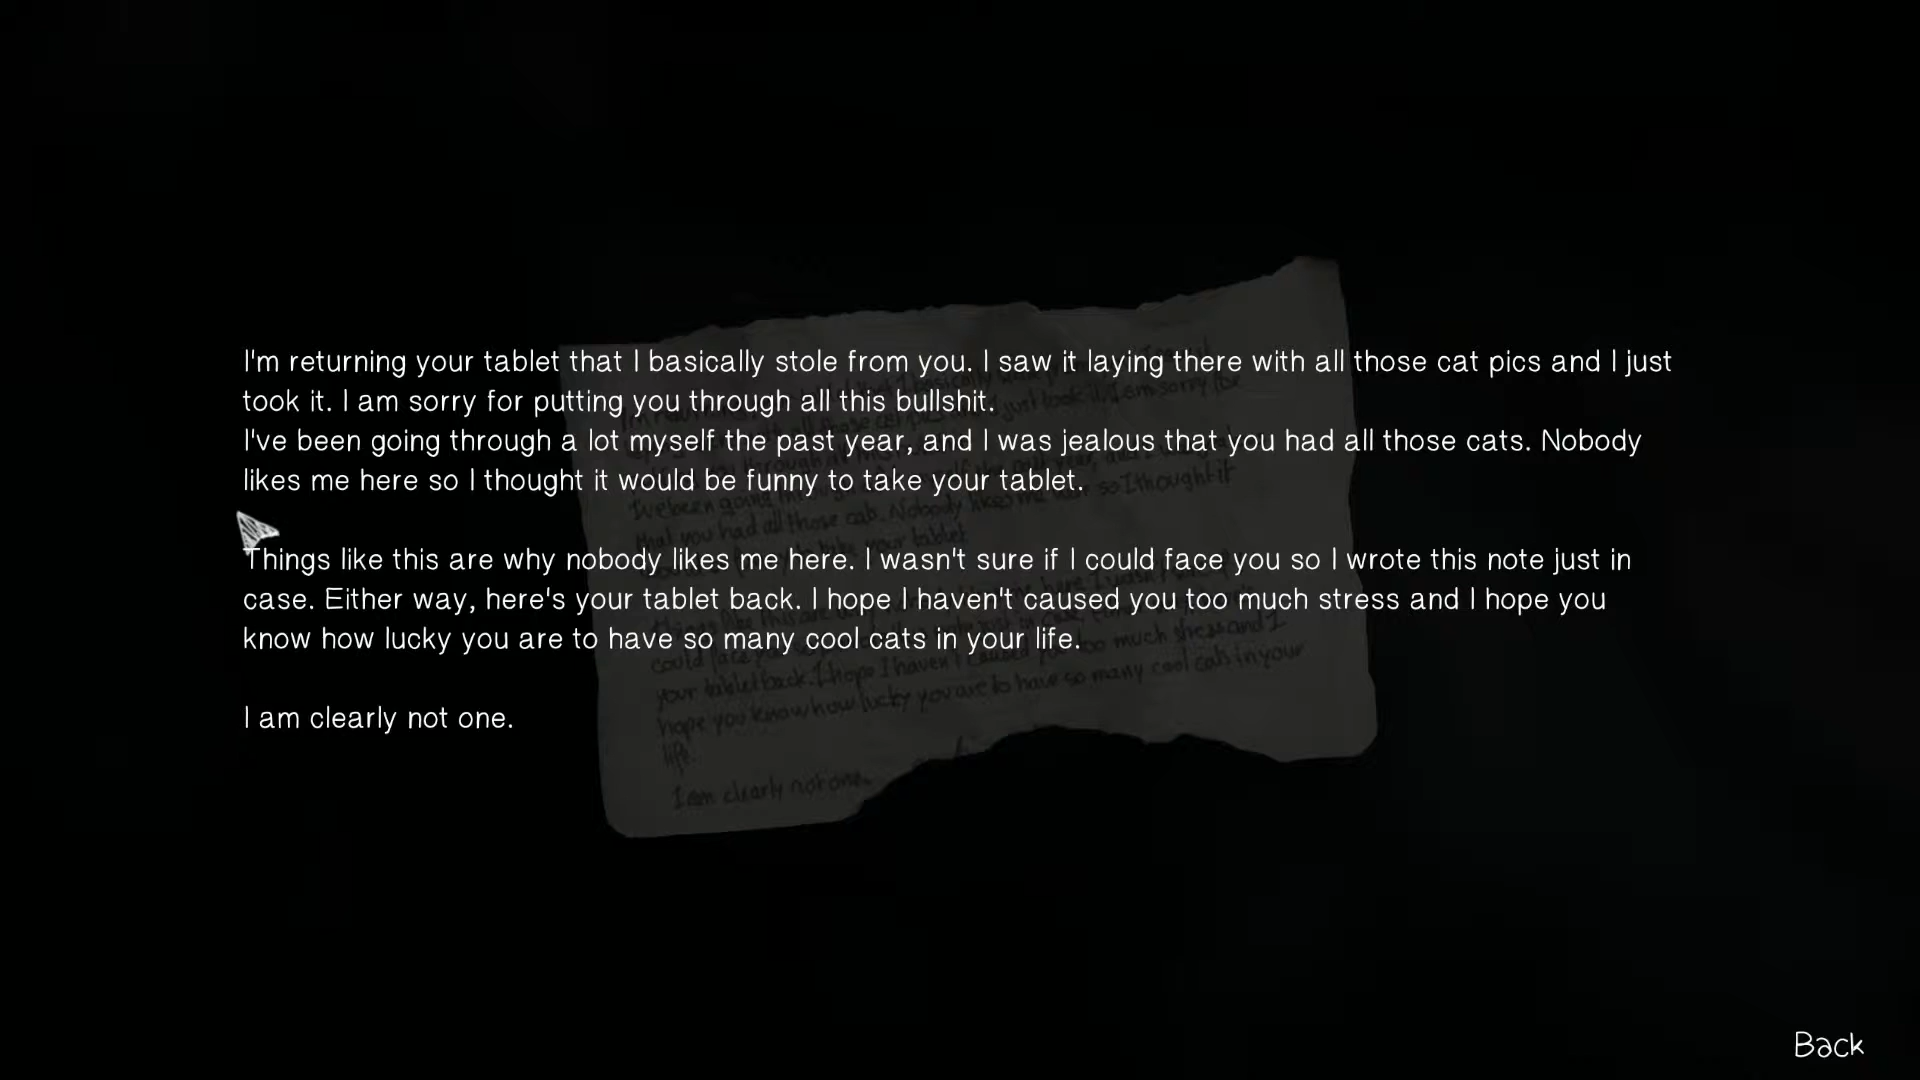 I'm returning your tablet that I basically stole from you. I saw it laying there with all those cat pics and I just
took it. I am sorry for putting you through all this bullshit.
I've been going through a lot myself the past year, and I was jealous that you had all those cats. Nobody
likes me here so I thought it would be funny to take your tablet.
Things like this are why nobody likes me here. I wasn't sure if I could face you so I wrote this note just in
case. Either way, here's your tablet back. I hope I haven't caused you too much stress and I hope you
know how lucky you are to have so many cool cats in your life.
I am clearly not one.
Back